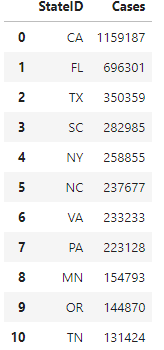 StateID Cases
0 CA 1159187
1 FL 696301
2 TX 350359
3 SC 282985
4 NY 258855
5 NC 237677
6 VA 233233
7 PA 223128
8 MN 154793
9 OR 144870
10 TN 131424